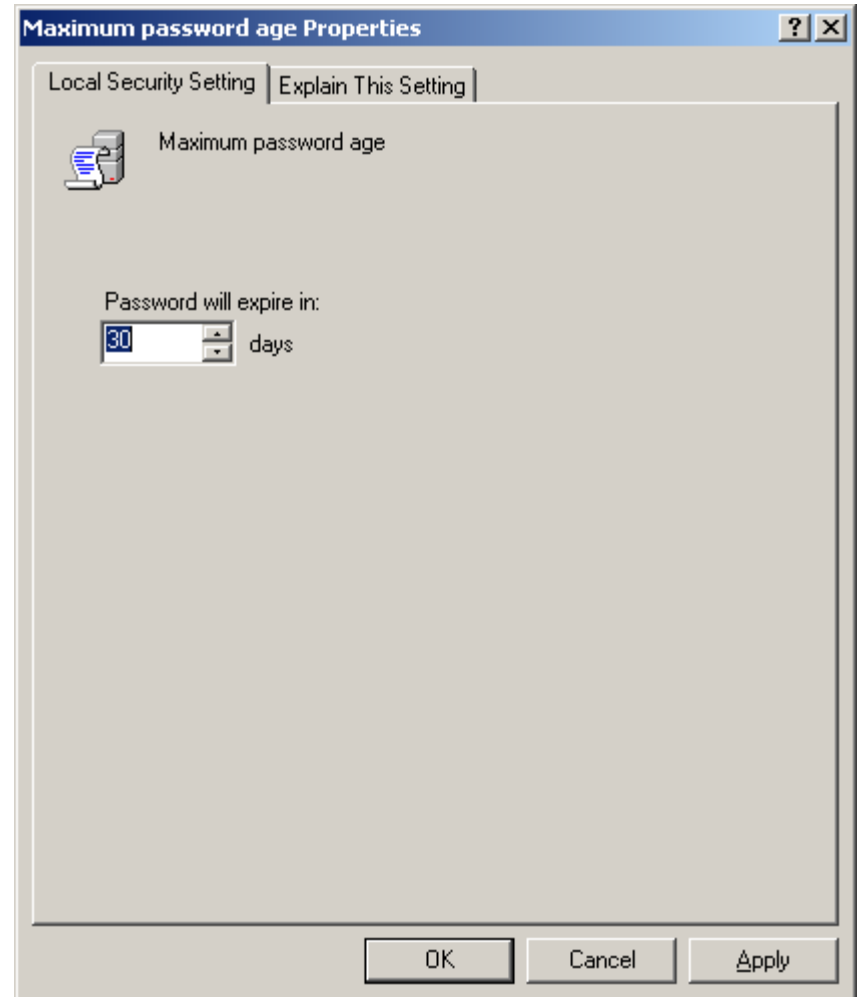 Maximum password age Properties
Local Security Setting
Explain This Setting
Maximum password age
Password will expire in:
30 days
OK Cancel Apply